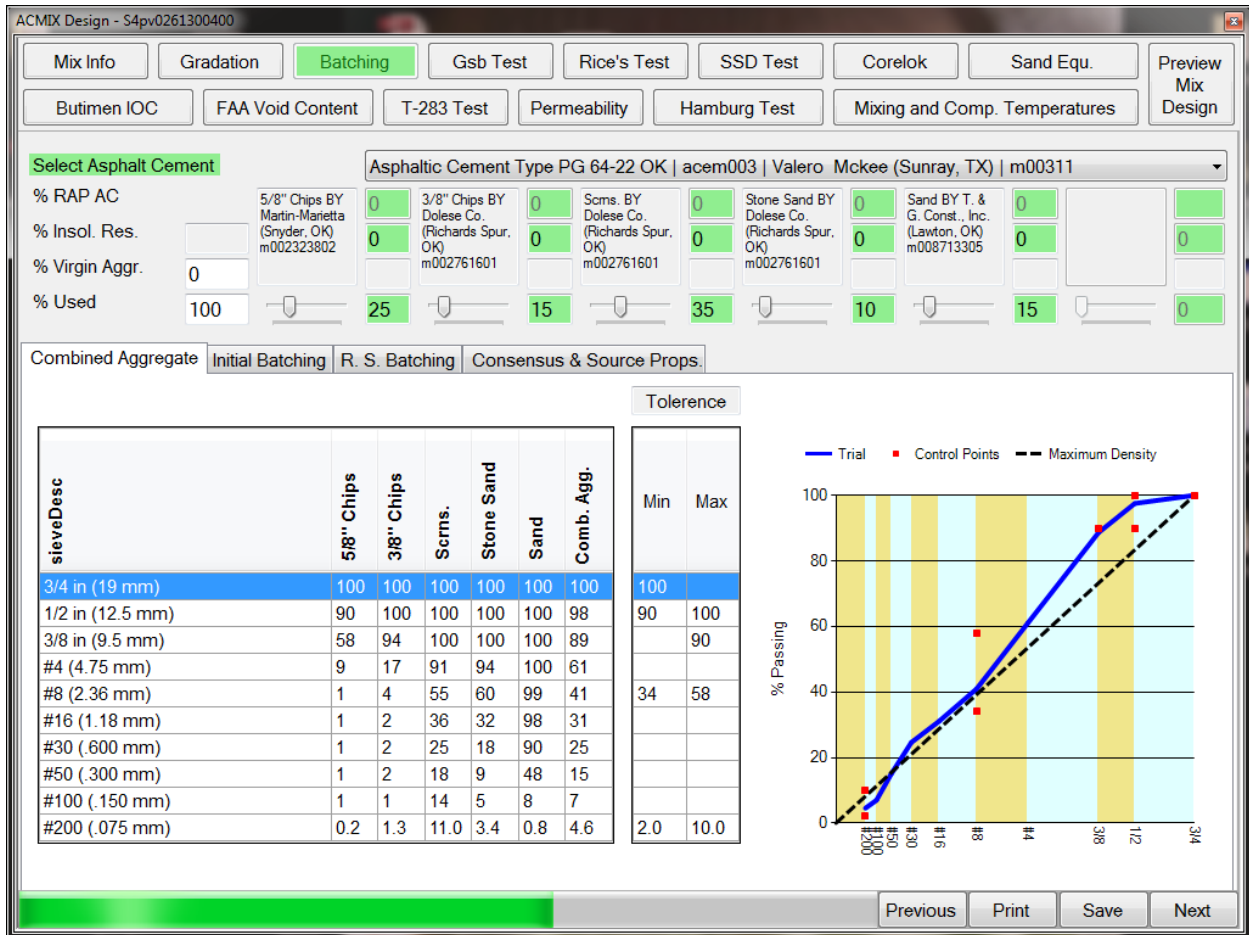 ACMIX Design - S4pv0261300400
Mix Info Gradation Batching Gsb Test Rice's Test SSD Test Corelok Sand Equ. Preview Mix Design
Butimen IOC FAA Void Content T-283 Test Permeability Hamburg Test Mixing and Comp. Temperatures
Select Asphalt Cement Asphaltic Cement Type PG 64-22 OK | acem003 | Valero Mckee (Sunray, TX) | m00311
% RAP AC
% Insol. Res.
% Virgin Aggr. 0
% Used 100
5/8" Chips BY
Martin-Marietta
(Snyder, OK)
m002323802
0
0
25
3/8" Chips BY
Dolese Co.
(Richards Spur,
OK)
m002761601
0
0
15
Scrns. BY
Dolese Co.
(Richards Spur,
OK)
m002761601
0
0
35
Stone Sand BY
Dolese Co.
(Richards Spur,
OK)
m002761601
0
0
10
Sand BY T. &
G. Const., Inc.
(Lawton, OK)
m008713305
0
0
15
0
0
Combined Aggregate Initial Batching R. S. Batching Consensus & Source Props.
Tolerence
sieveDesc 5/8" Chips 3/8" Chips Scrns. Stone Sand Sand Comb. Agg. Min Max
3/4 in (19 mm) 100 100 100 100 100 100 100
1/2 in (12.5 mm) 90 100 100 100 100 98 90 100
3/8 in (9.5 mm) 58 94 100 100 100 89 90
#4 (4.75 mm) 9 17 91 94 100 61
#8 (2.36 mm) 1 4 55 60 99 41 34 58
#16 (1.18 mm) 1 2 36 32 98 31
#30 (.600 mm) 1 2 25 18 90 25
#50 (.300 mm) 1 2 18 9 48 15
#100 (.150 mm) 1 1 14 5 8 7
#200 (.075 mm) 0.2 1.3 11.0 3.4 0.8 4.6 2.0 10.0
Trial Control Points Maximum Density
% Passing
100
80
60
40
20
0
#200 #100 #50 #30 #16 #8 #4 3/8 1/2 3/4
Previous Print Save Next